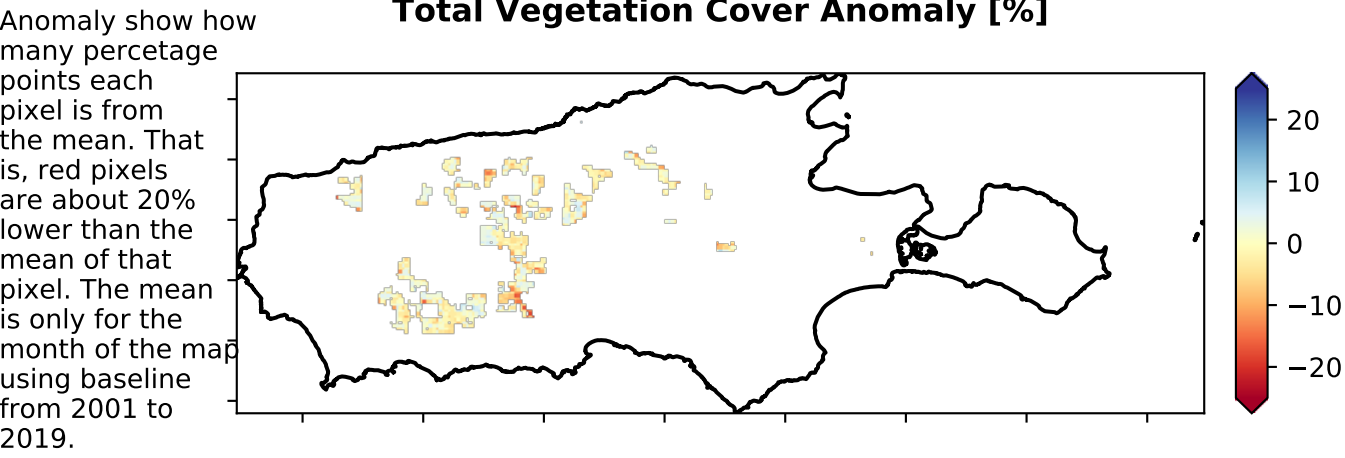 Total Vegetation Cover Anomaly [%]
Anomaly show how
many percetage
points each
pixel is from
the mean. That
is, red pixels
are about 20%
lower than the
mean of that
pixel. The mean
is only for the
month of the map
using baseline
from 2001 to
2019.
20
10
0
−10
−20